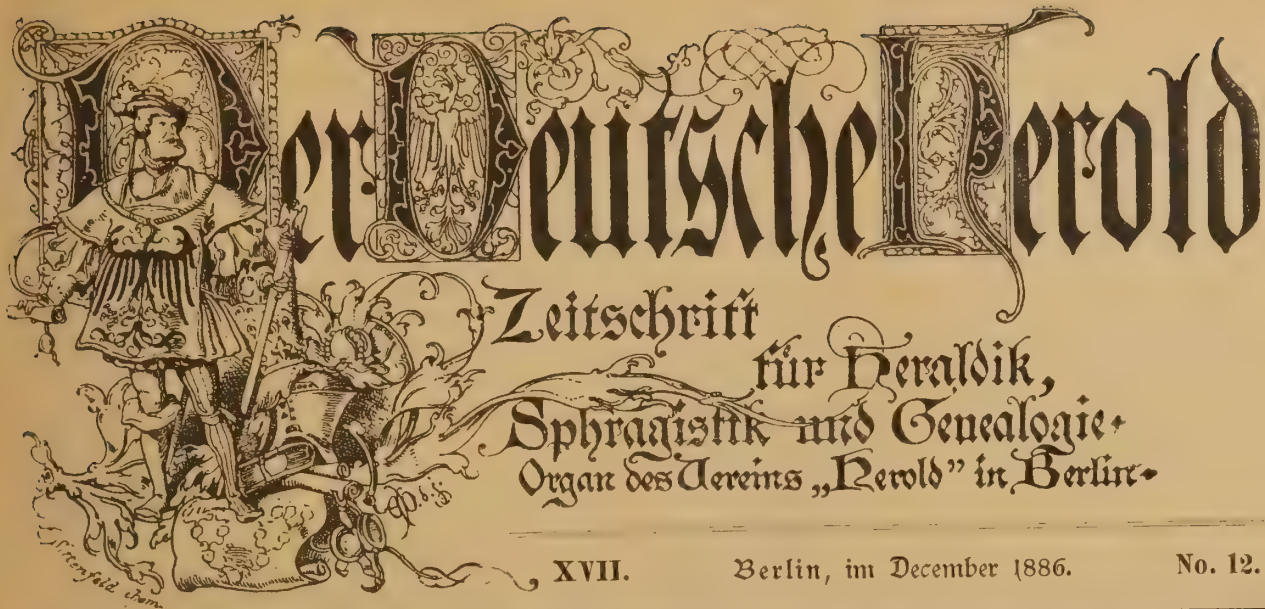 Der Deutsche Herold
Zeitschrift
für Heraldik,
Sphragistik und Genealogie.
Organ des Vereins „Herold” in Berlin.
XVII. Berlin, im December 1886. No. 12.